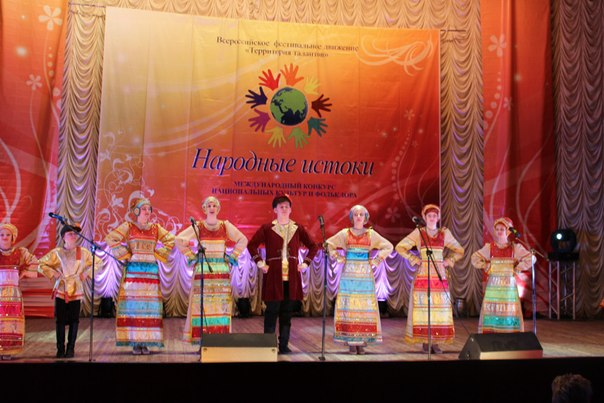 Всероссийское фестивальное движение
«Территория талантов»
Народные истоки
МЕЖДУНАРОДНЫЙ КОНКУРС
НАЦИОНАЛЬНЫХ КУЛЬТУР И ФОЛЬКЛОРА